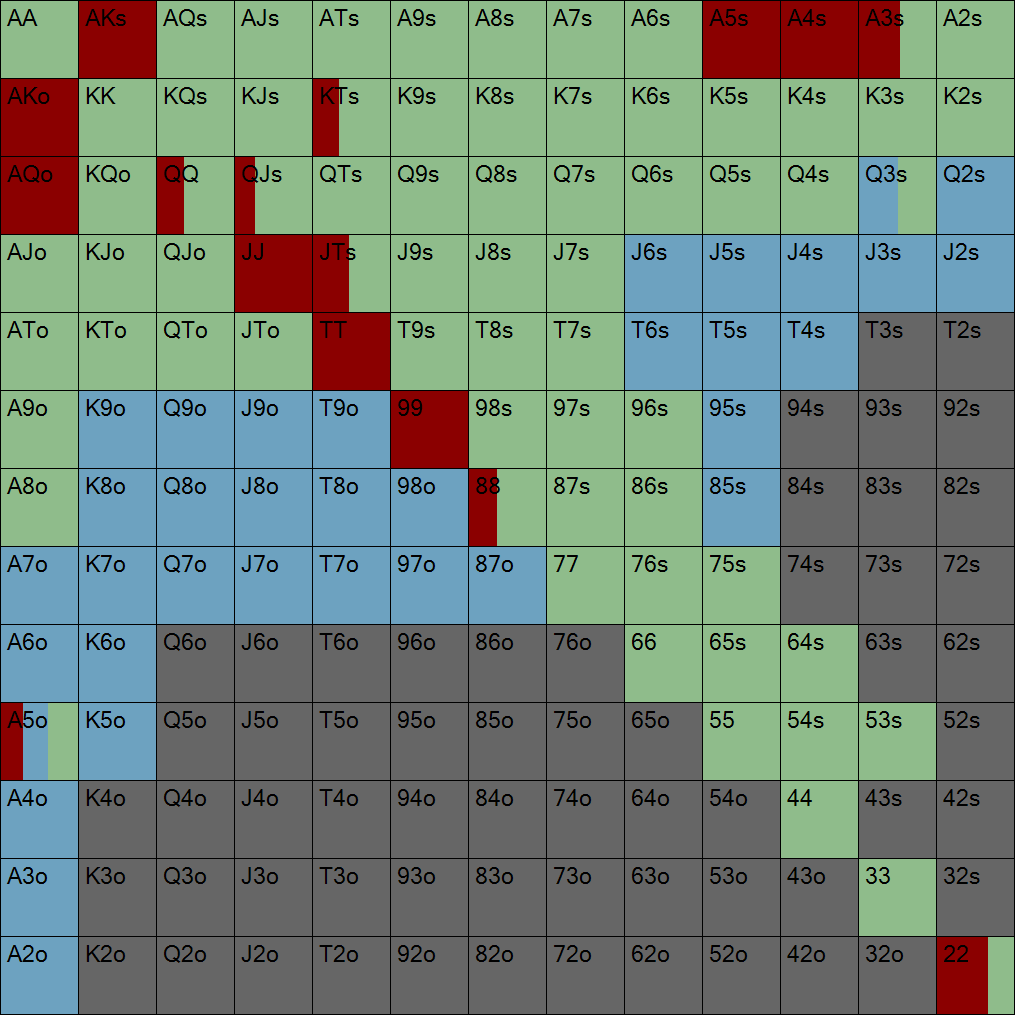 AA AKs AQs AJs ATs A9s A8s A7s A6s A5s A4s A3s A2s
AKo KK KQs KJs KTs K9s K8s K7s K6s K5s K4s K3s K2s
AQo KQo QQ QJs QTs Q9s Q8s Q7s Q6s Q5s Q4s Q3s Q2s
AJo KJo QJo JJ JTs J9s J8s J7s J6s J5s J4s J3s J2s
ATo KTo QTo JTo TT T9s T8s T7s T6s T5s T4s T3s T2s
A9o K9o Q9o J9o T9o 99 98s 97s 96s 95s 94s 93s 92s
A8o K8o Q8o J8o T8o 98o 88 87s 86s 85s 84s 83s 82s
A7o K7o Q7o J7o T7o 97o 87o 77 76s 75s 74s 73s 72s
A6o K6o Q6o J6o T6o 96o 86o 76o 66 65s 64s 63s 62s
A5o K5o Q5o J5o T5o 95o 85o 75o 65o 55 54s 53s 52s
A4o K4o Q4o J4o T4o 94o 84o 74o 64o 54o 44 43s 42s
A3o K3o Q3o J3o T3o 93o 83o 73o 63o 53o 43o 33 32s
A2o K2o Q2o J2o T2o 92o 82o 72o 62o 52o 42o 32o 22